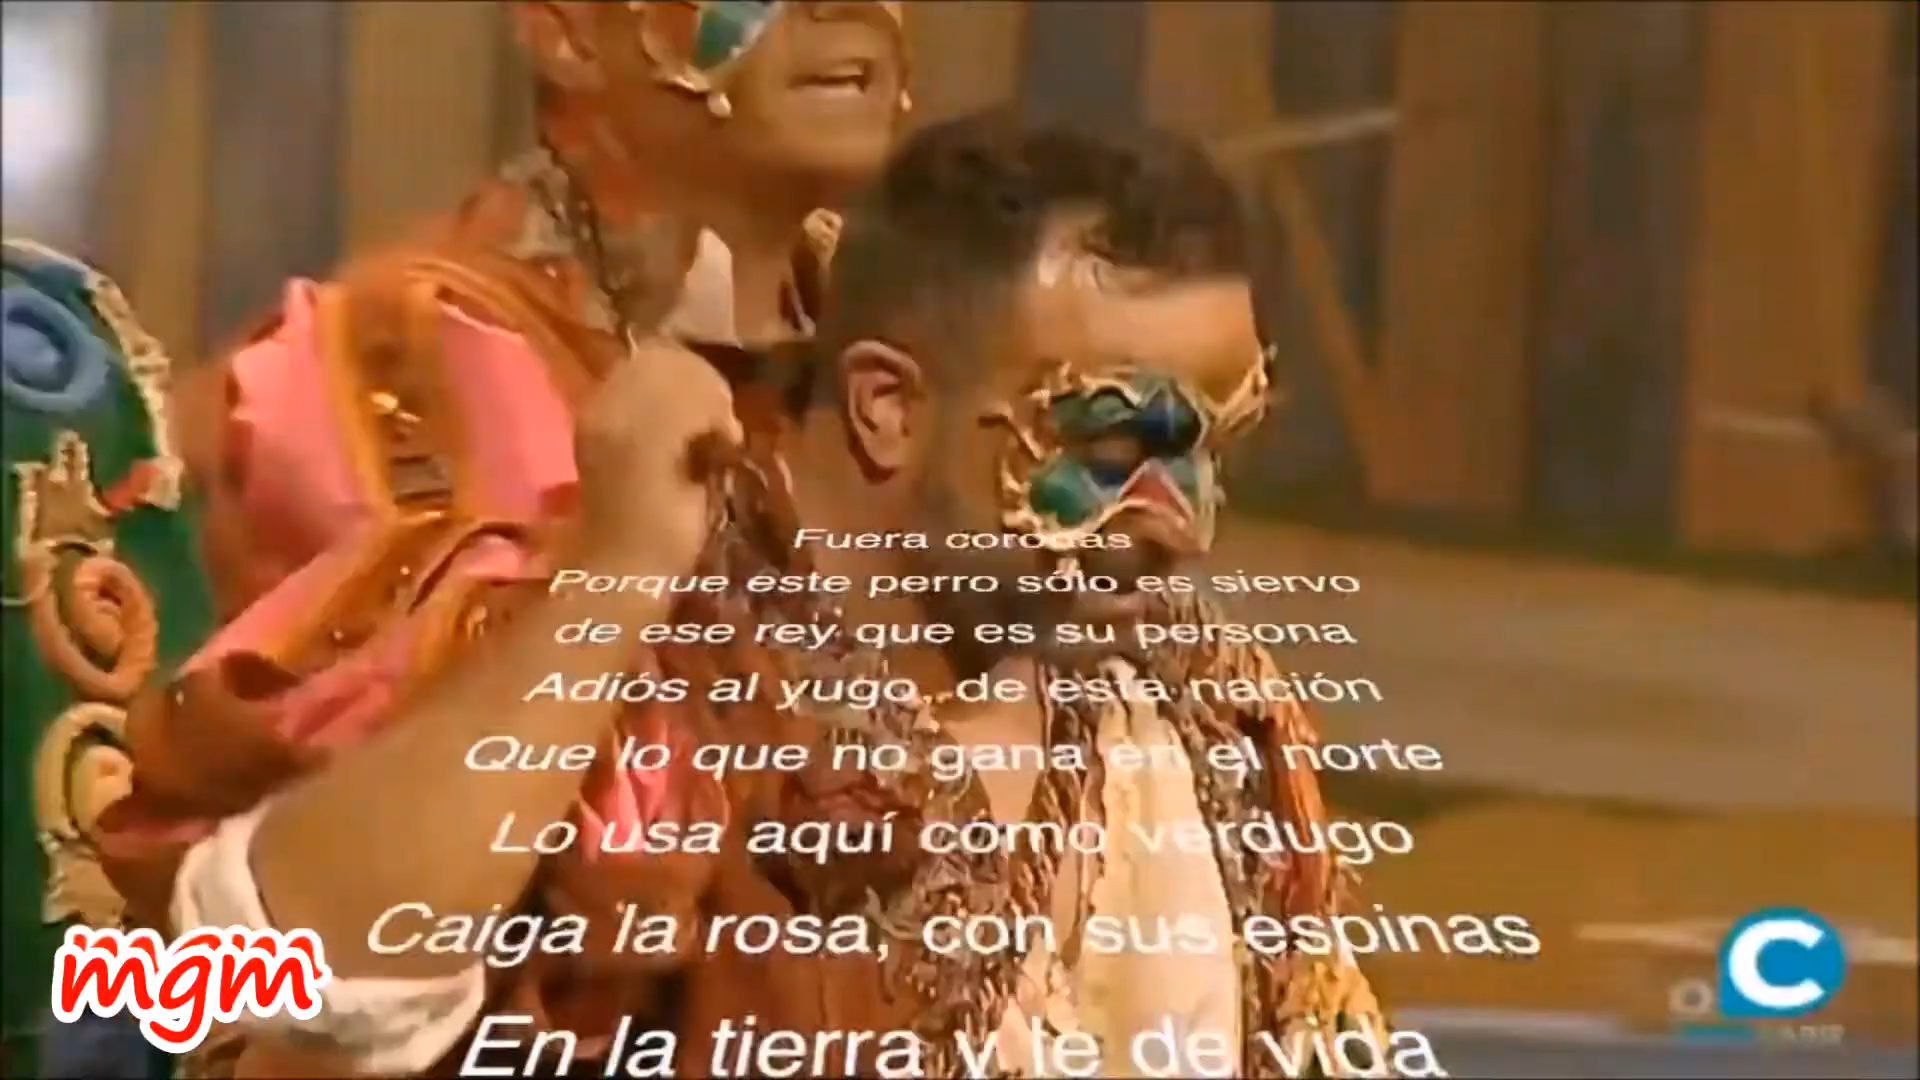 Fuera coronas
Porque este perro sólo es siervo
de ese rey que es su persona
Adiós al yugo, de esta nación
Que lo que no gana en el norte
Lo usa aquí como verdugo
Caiga la rosa, con sus espinas
En la tierra y le de vida
mgm
C